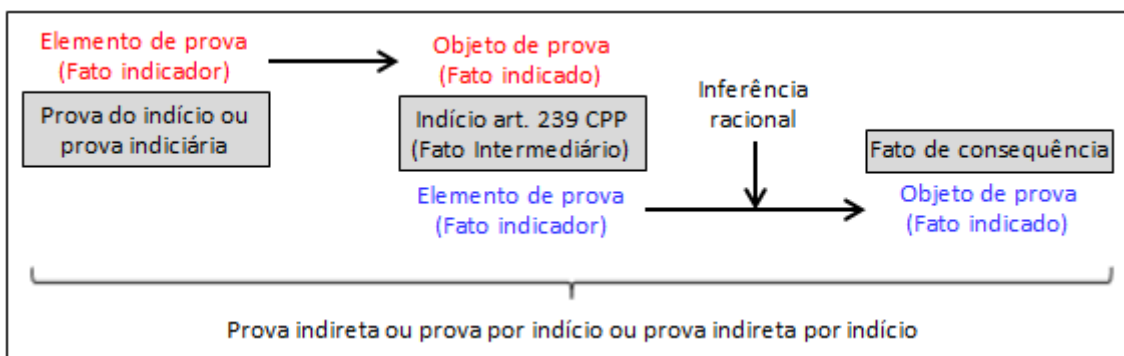 Elemento de prova
(Fato indicador)
Prova do indício ou
prova indiciária
Objeto de prova
(Fato indicado)
Indício art. 239 CPP
(Fato Intermediário)
Elemento de prova
(Fato indicador)
Inferência
racional
Fato de consequência
Objeto de prova
(Fato indicado)
Prova indireta ou prova por indício ou prova indireta por indício